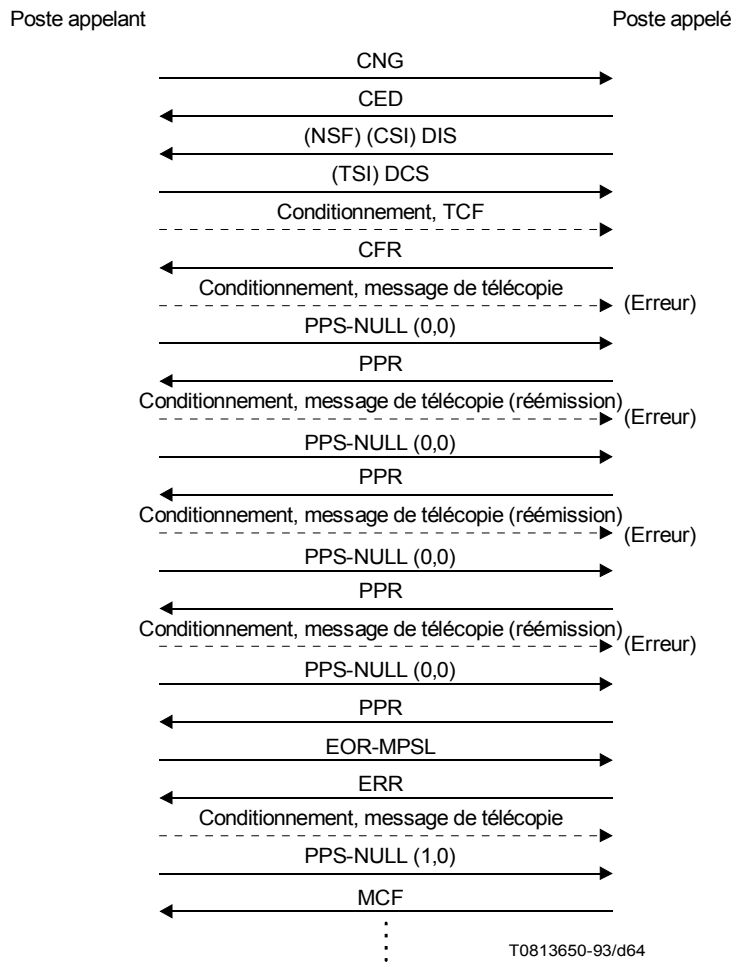 Poste appelant
Poste appelé
CNG
CED
(NSF) (CSI) DIS
(TSI) DCS
Conditionnement, TCF
CFR
Conditionnement, message de télécopie
(Erreur)
PPS-NULL (0,0)
PPR
Conditionnement, message de télécopie (réémission)
(Erreur)
PPS-NULL (0,0)
PPR
Conditionnement, message de télécopie (réémission)
(Erreur)
PPS-NULL (0,0)
PPR
Conditionnement, message de télécopie (réémission)
(Erreur)
PPS-NULL (0,0)
PPR
EOR-MPSL
ERR
Conditionnement, message de télécopie
PPS-NULL (1,0)
MCF
T0813650-93/d64